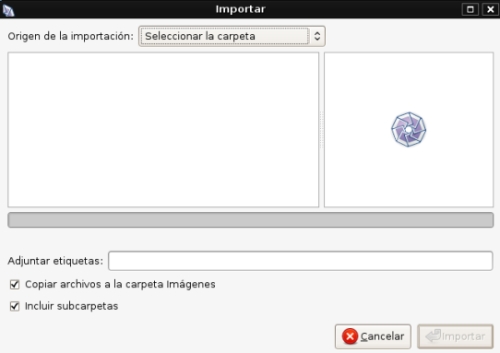 Importar
Origen de la importación: Seleccionar la carpeta
Adjuntar etiquetas:
Copiar archivos a la carpeta Imágenes
Incluir subcarpetas
Cancelar Importar